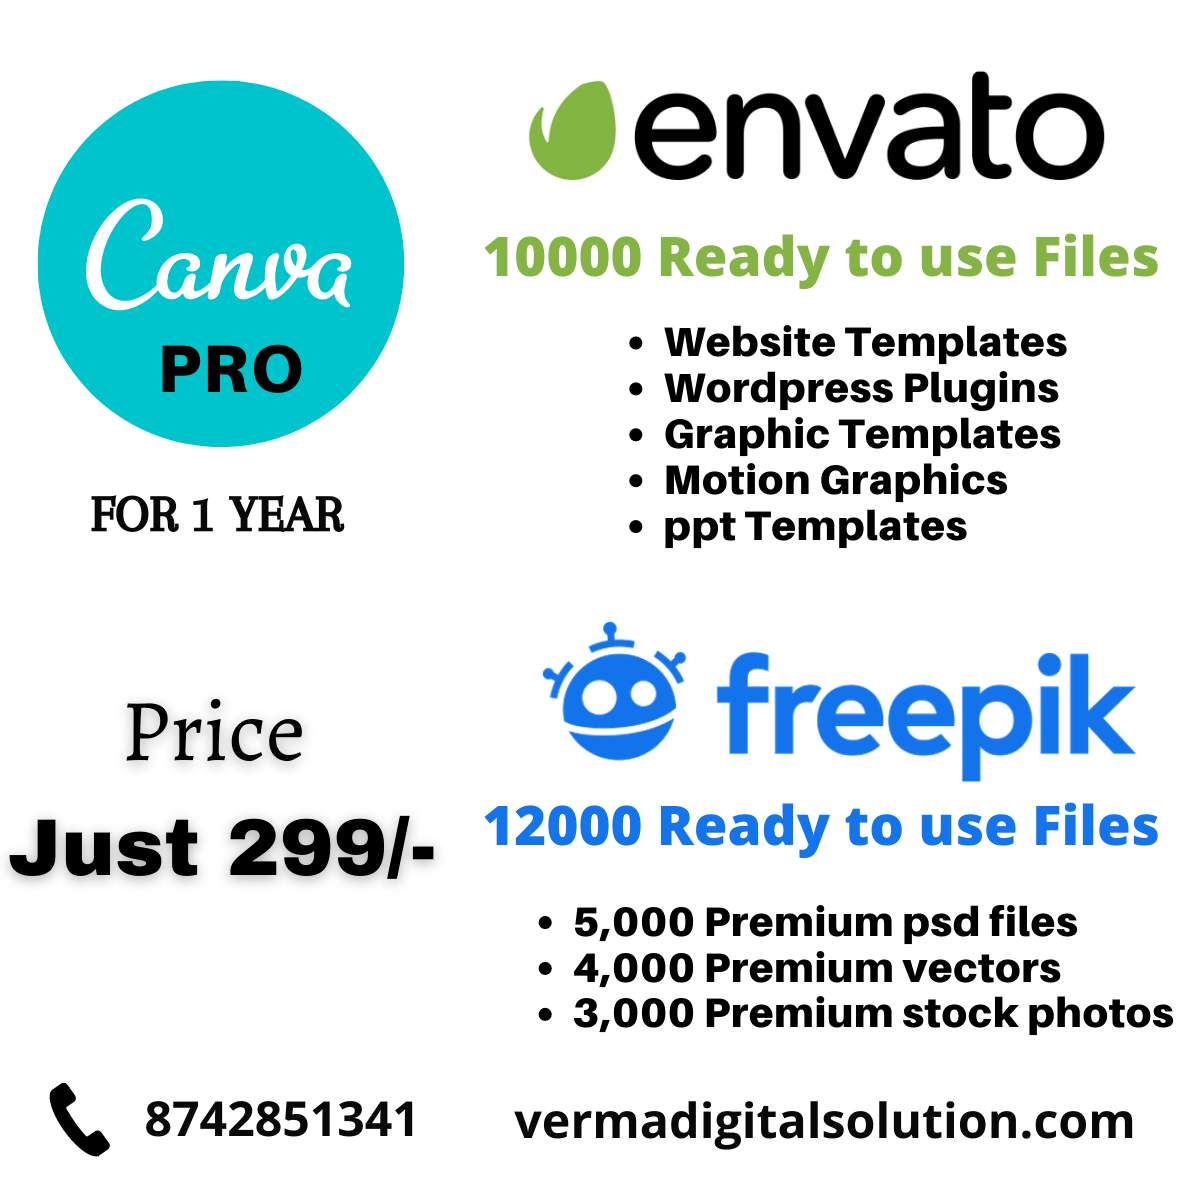 Canva
PRO
FOR 1 YEAR
Price
Just 299/-
envato
10000 Ready to use Files
• Website Templates
• Wordpress Plugins
• Graphic Templates
• Motion Graphics
• ppt Templates
freepik
12000 Ready to use Files
• 5,000 Premium psd files
• 4,000 Premium vectors
• 3,000 Premium stock photos
8742851341
vermadigitalsolution.com